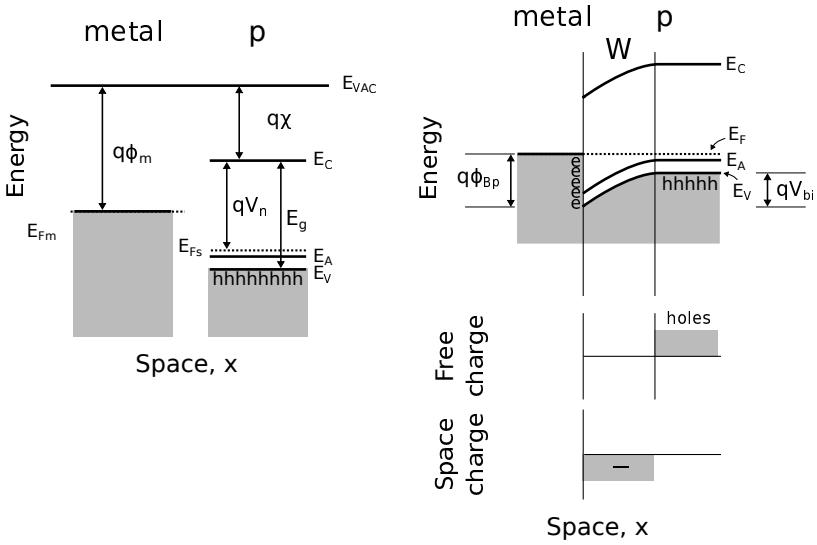 metal p
E_VAC
Energy
qϕ_m
qχ
E_C
qV_n
E_g
E_Fm
E_Fs
E_A
E_V
hhhhhhhh
Space, x
metal p
W
E_C
Energy
E_F
qϕ_Bp
E_A
hhhhh
E_V
qV_bi
holes
Free
charge
Space
charge
−
Space, x